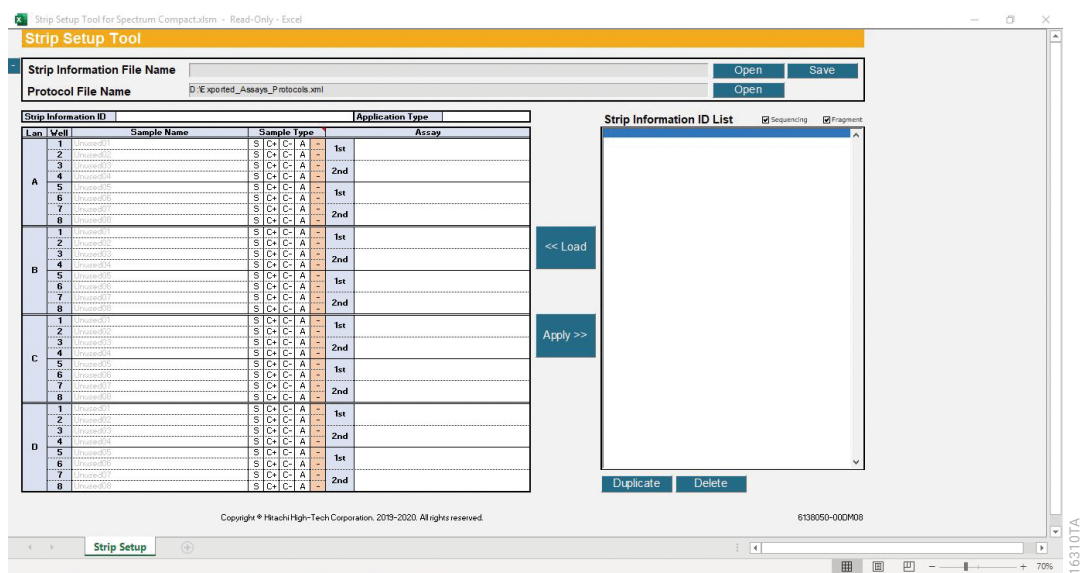 Strip Setup Tool for Spectrum Compact.xlsm - Read-Only - Excel
Strip Setup Tool
Strip Information File Name Open Save
Protocol File Name D:\Exported_Assays_Protocols.xml Open
Strip Information ID Application Type
Strip Information ID List Sequencing Fragment
Lan Well Sample Name Sample Type Assay
A
1 Unused01 S C+ C- A - 1st
2 Unused02 S C+ C- A -
3 Unused03 S C+ C- A - 2nd
4 Unused04 S C+ C- A -
5 Unused05 S C+ C- A - 1st
6 Unused06 S C+ C- A -
7 Unused07 S C+ C- A - 2nd
8 Unused08 S C+ C- A -
B
1 Unused01 S C+ C- A - 1st
2 Unused02 S C+ C- A -
3 Unused03 S C+ C- A - 2nd
4 Unused04 S C+ C- A -
5 Unused05 S C+ C- A - 1st
6 Unused06 S C+ C- A -
7 Unused07 S C+ C- A - 2nd
8 Unused08 S C+ C- A -
<< Load
C
1 Unused01 S C+ C- A - 1st
2 Unused02 S C+ C- A -
3 Unused03 S C+ C- A - 2nd
4 Unused04 S C+ C- A -
5 Unused05 S C+ C- A - 1st
6 Unused06 S C+ C- A -
7 Unused07 S C+ C- A - 2nd
8 Unused08 S C+ C- A -
Apply >>
D
1 Unused01 S C+ C- A - 1st
2 Unused02 S C+ C- A -
3 Unused03 S C+ C- A - 2nd
4 Unused04 S C+ C- A -
5 Unused05 S C+ C- A - 1st
6 Unused06 S C+ C- A -
7 Unused07 S C+ C- A - 2nd
8 Unused08 S C+ C- A -
Duplicate Delete
Copyright © Hitachi High-Tech Corporation. 2019-2020. All rights reserved. 6138050-00DM08
Strip Setup
70%
16310TA